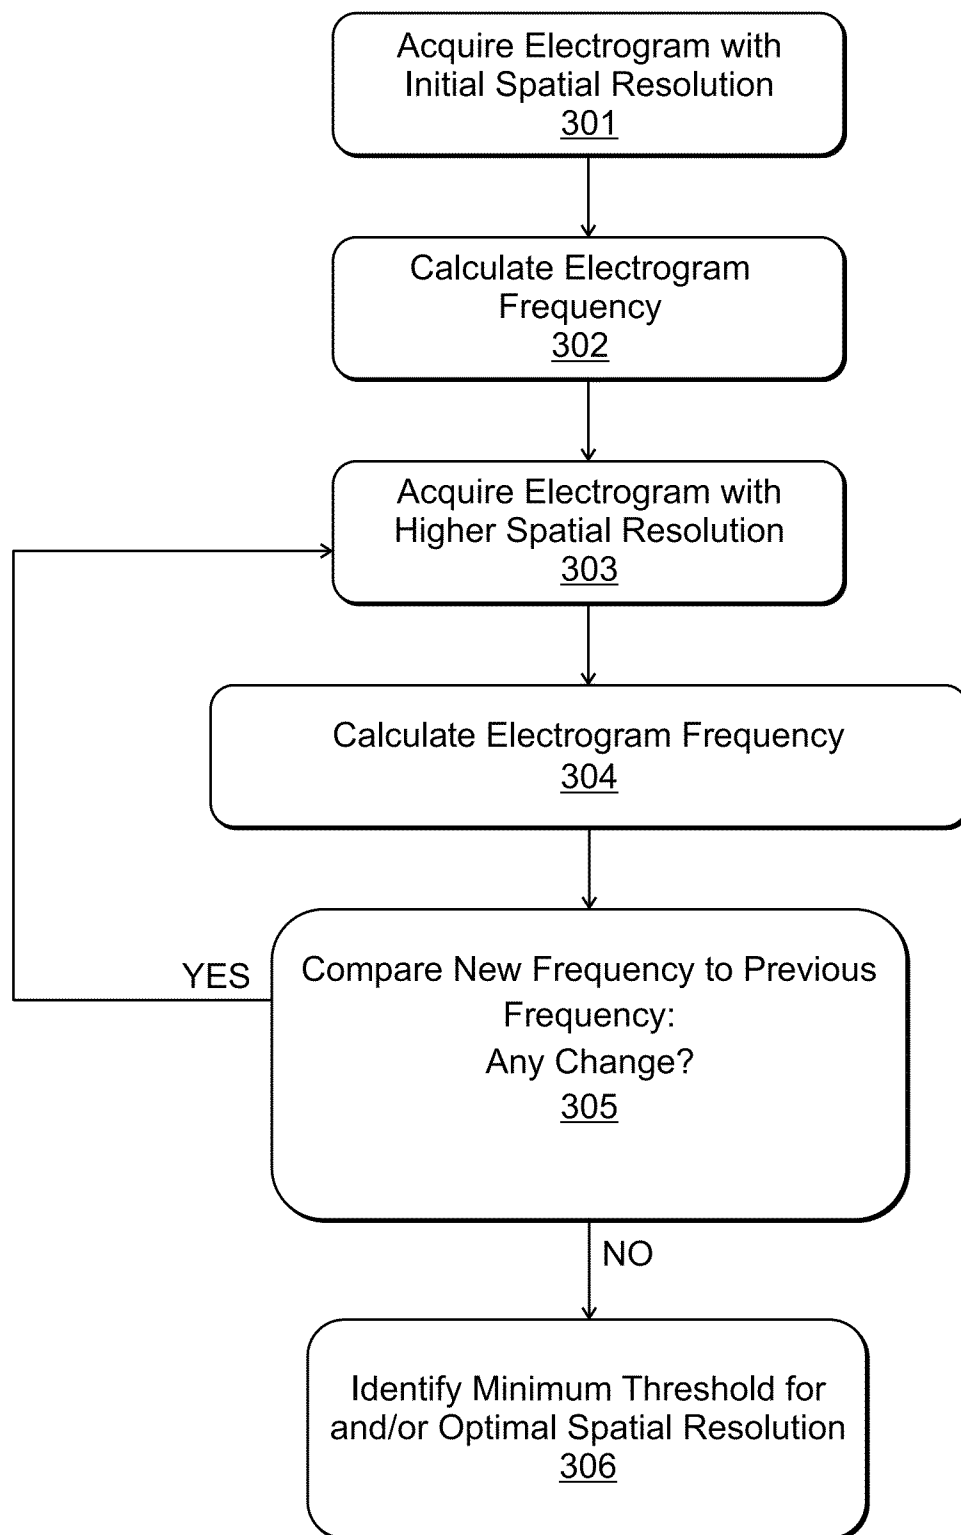 Acquire Electrogram with
Initial Spatial Resolution
301
Calculate Electrogram
Frequency
302
Acquire Electrogram with
Higher Spatial Resolution
303
Calculate Electrogram Frequency
304
YES
Compare New Frequency to Previous
Frequency:
Any Change?
305
NO
Identify Minimum Threshold for
and/or Optimal Spatial Resolution
306